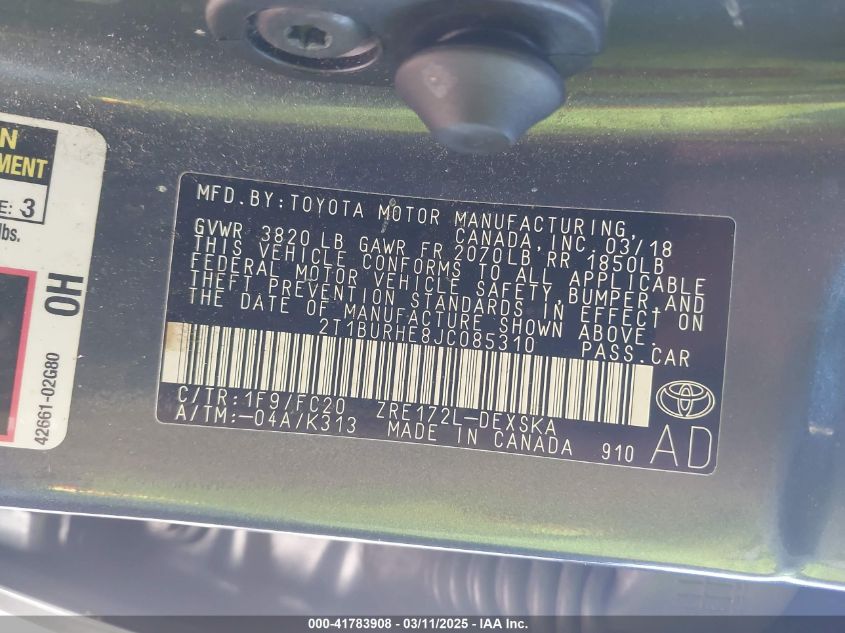 N
EMENT
E: 3
lbs.
OH
42661-02G80
MFD.BY:TOYOTA MOTOR MANUFACTURING,
CANADA, INC. 03/18
GVWR 3820 LB GAWR FR 2070LB RR 1850LB
THIS VEHICLE CONFORMS TO ALL APPLICABLE
FEDERAL MOTOR VEHICLE SAFETY, BUMPER, AND
THEFT PREVENTION STANDARDS IN EFFECT ON
THE DATE OF MANUFACTURE SHOWN ABOVE.
2T1BURHE8JC085310 PASS.CAR
C/TR:1F9/FC20 ZRE172L-DEXSKA
A/TM:-04A/K313 MADE IN CANADA 910 AD
000-41783908 - 03/11/2025 - IAA, Inc.